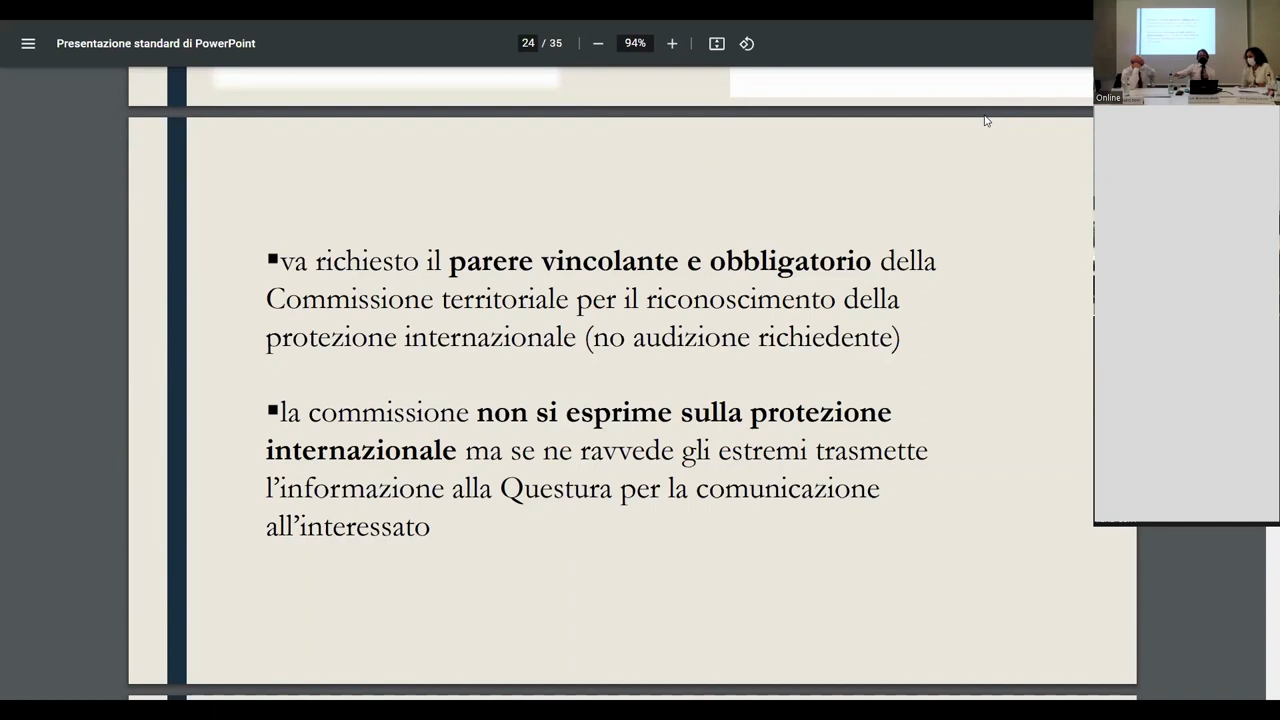 Presentazione standard di PowerPoint
24 / 35
94%
Online
▪va richiesto il parere vincolante e obbligatorio della
Commissione territoriale per il riconoscimento della
protezione internazionale (no audizione richiedente)
▪la commissione non si esprime sulla protezione
internazionale ma se ne ravvede gli estremi trasmette
l’informazione alla Questura per la comunicazione
all’interessato